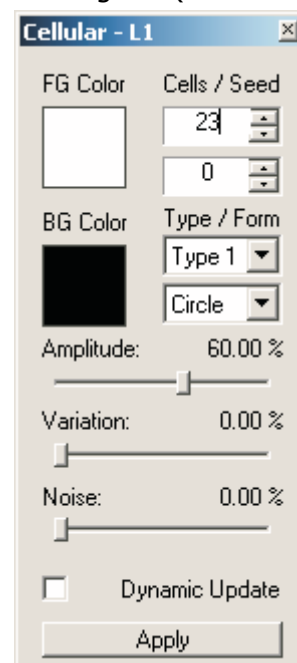 Cellular - L1
FG Color Cells / Seed
23
0
BG Color Type / Form
Type 1
Circle
Amplitude: 60.00 %
Variation: 0.00 %
Noise: 0.00 %
Dynamic Update
Apply